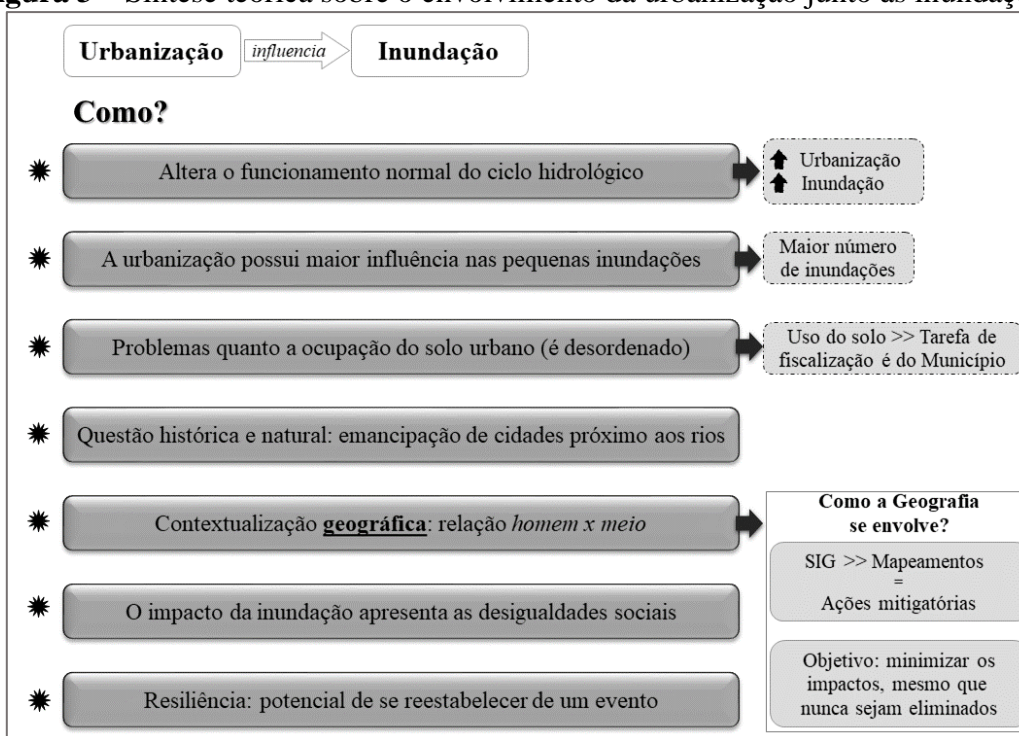 Síntese teórica sobre o envolvimento da urbanização junto às
Urbanização influencia Inundação
Como?
Altera o funcionamento normal do ciclo hidrológico
Urbanização
Inundação
A urbanização possui maior influência nas pequenas inundações
Maior número
de inundações
Problemas quanto a ocupação do solo urbano (é desordenado)
Uso do solo >> Tarefa de
fiscalização é do Município
Questão histórica e natural: emancipação de cidades próximo aos rios
Contextualização geográfica: relação homem x meio
Como a Geografia
se envolve?
SIG >> Mapeamentos
=
Ações mitigatórias
O impacto da inundação apresenta as desigualdades sociais
Objetivo: minimizar os
impactos, mesmo que
nunca sejam eliminados
Resiliência: potencial de se reestabelecer de um evento